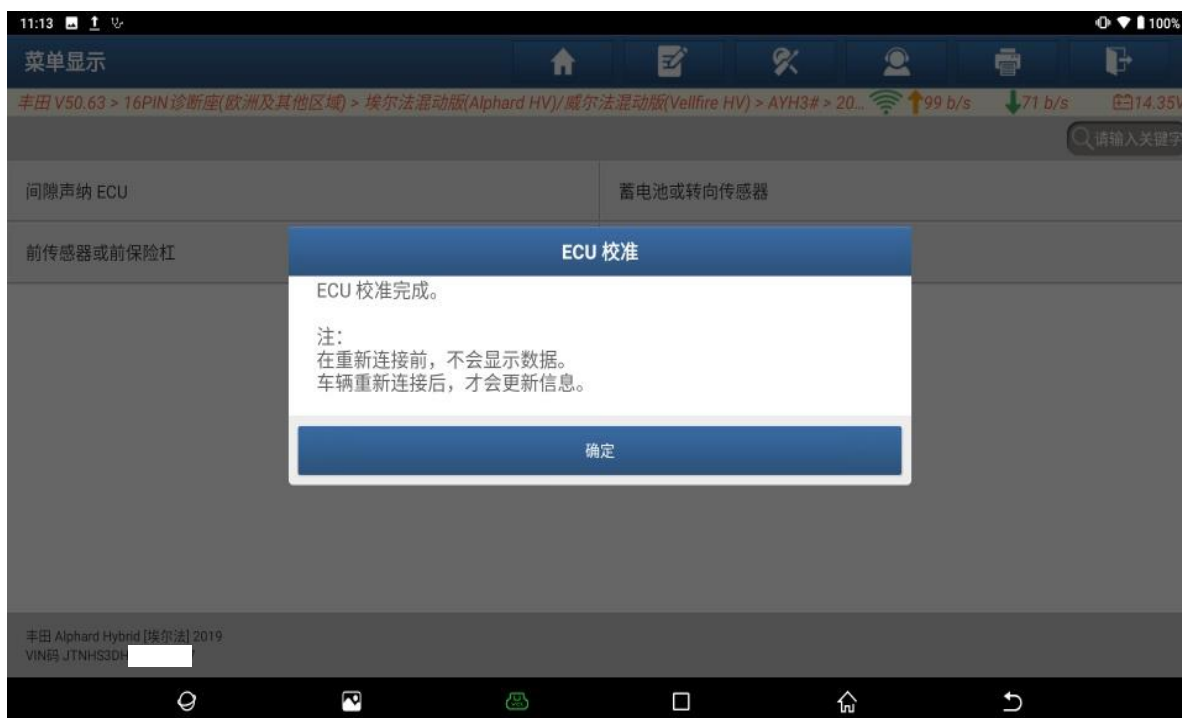 11:13
100%
菜单显示
丰田 V50.63 > 16PIN诊断座(欧洲及其他区域) > 埃尔法混动版(Alphard HV)/威尔法混动版(Vellfire HV) > AYH3# > 20... 99 b/s 71 b/s 14.35V
请输入关键字
间隙声纳 ECU
蓄电池或转向传感器
前传感器或前保险杠
ECU 校准
ECU 校准完成。
注：
在重新连接前，不会显示数据。
车辆重新连接后，才会更新信息。
确定
丰田 Alphard Hybrid [埃尔法] 2019
VIN码 JTNHS3DH